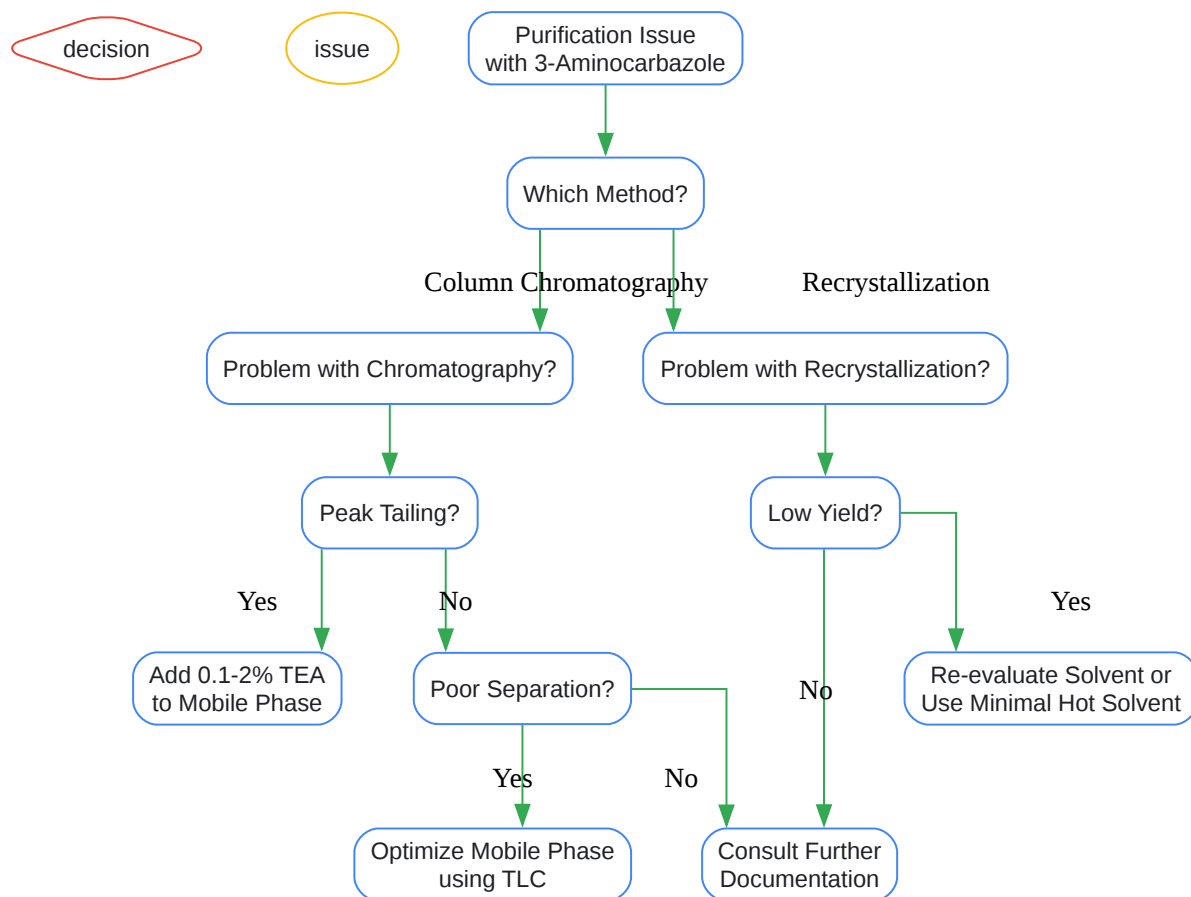 decision
issue
Purification Issue
with 3-Aminocarbazole
Which Method?
Column Chromatography
Recrystallization
Problem with Chromatography?
Problem with Recrystallization?
Peak Tailing?
Low Yield?
Yes
No
Yes
Add 0.1-2% TEA
to Mobile Phase
Poor Separation?
No
Re-evaluate Solvent or
Use Minimal Hot Solvent
Yes
No
Optimize Mobile Phase
using TLC
Consult Further
Documentation